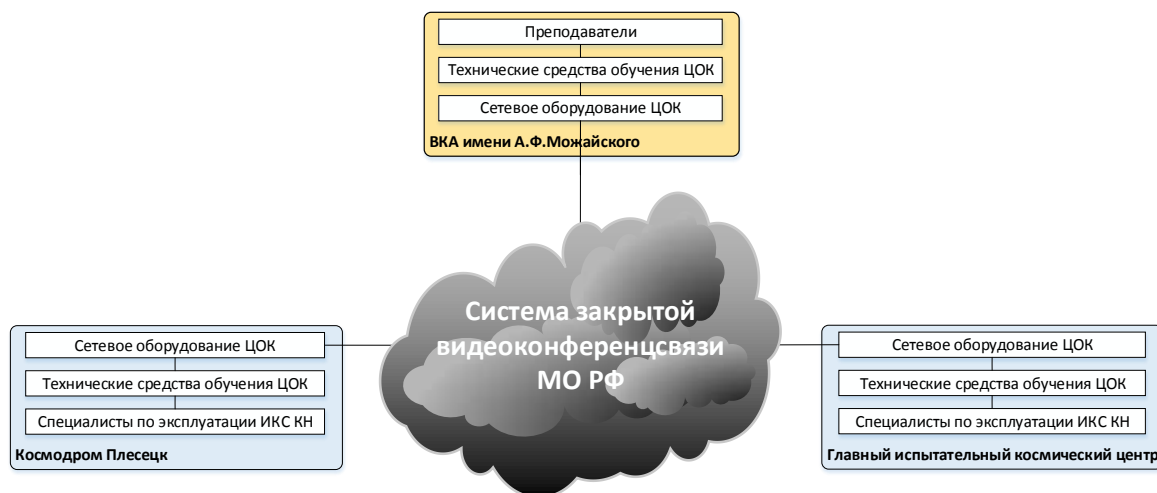 Преподаватели
Технические средства обучения ЦОК
Сетевое оборудование ЦОК
ВКА имени А.Ф.Можайского
Система закрытой
видеоконференцсвязи
МО РФ
Сетевое оборудование ЦОК
Технические средства обучения ЦОК
Специалисты по эксплуатации ИКС КН
Космодром Плесецк
Сетевое оборудование ЦОК
Технические средства обучения ЦОК
Специалисты по эксплуатации ИКС КН
Главный испытательный космический центр